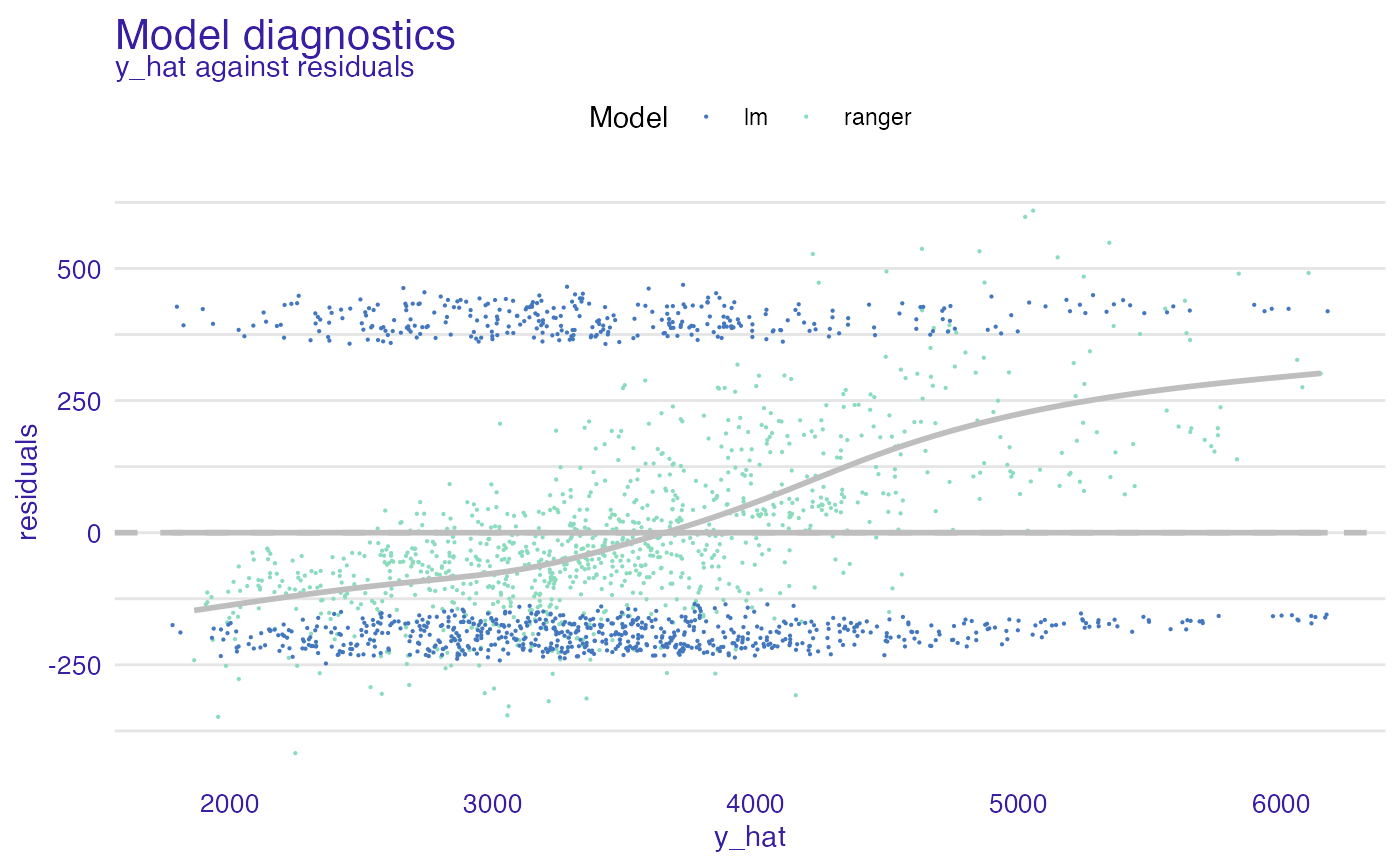 Model diagnostics
y_hat against residuals
Model lm ranger
500
250
0
-250
residuals
2000 3000 4000 5000 6000
y_hat